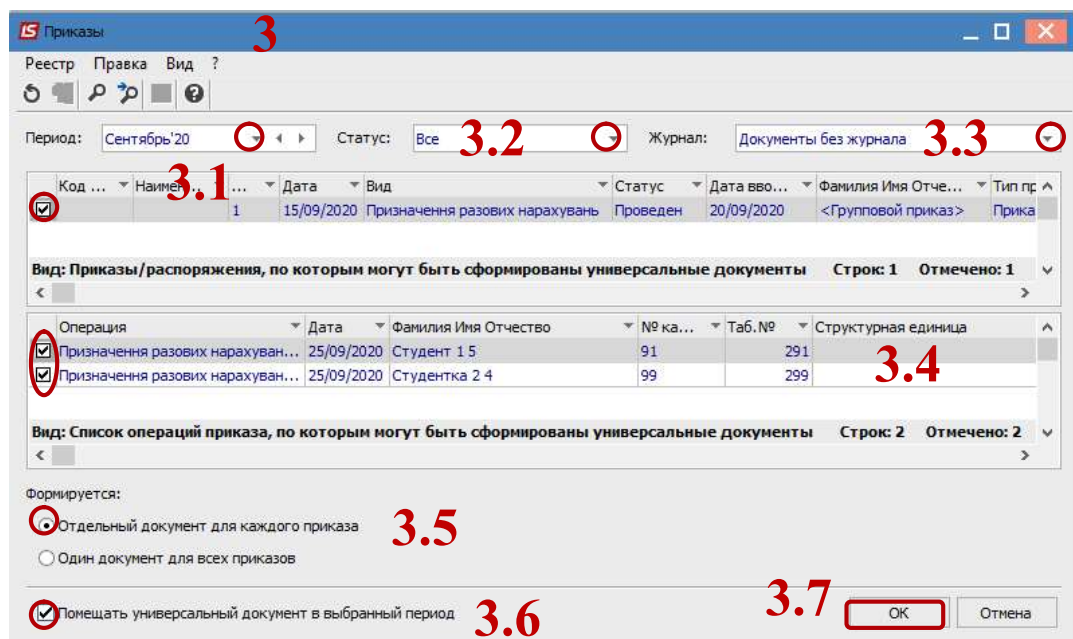 Приказы
3
Реестр Правка Вид ?
Период: Сентябрь'20 Статус: Все 3.2 Журнал: Документы без журнала 3.3
3.1
Код ... Наимен... ... Дата Вид Статус Дата вво... Фамилия Имя Отче... Тип пр
1 15/09/2020 Призначення разових нарахувань Проведен 20/09/2020 <Групповой приказ> Прика
Вид: Приказы/распоряжения, по которым могут быть сформированы универсальные документы Строк: 1 Отмечено: 1
Операция Дата Фамилия Имя Отчество № ка... Таб. № Структурная единица
Призначення разових нарахуван... 25/09/2020 Студент 1 5 91 291
Призначення разових нарахуван... 25/09/2020 Студентка 2 4 99 299
3.4
Вид: Список операций приказа, по которым могут быть сформированы универсальные документы Строк: 2 Отмечено: 2
Формируется:
Отдельный документ для каждого приказа
3.5
Один документ для всех приказов
Помещать универсальный документ в выбранный период 3.6 3.7 ОК Отмена